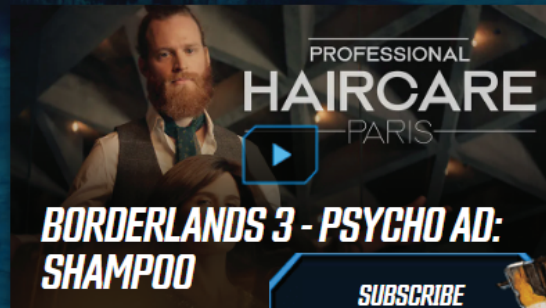 PROFESSIONAL
HAIRCARE
PARIS
BORDERLANDS 3 - PSYCHO AD:
SHAMPOO
SUBSCRIBE